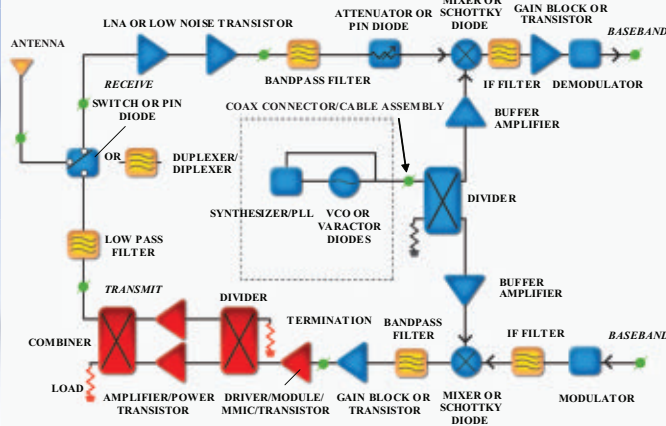 MIXER OR
SCHOTTKY
DIODE
GAIN BLOCK OR
TRANSISTOR
ATTENUATOR OR
PIN DIODE
LNA OR LOW NOISE TRANSISTOR
BASEBAND
ANTENNA
BANDPASS FILTER
IF FILTER
DEMODULATOR
RECEIVE
SWITCH OR PIN
DIODE
COAX CONNECTOR/CABLE ASSEMBLY
BUFFER
AMPLIFIER
OR
DUPLEXER/
DIPLEXER
DIVIDER
SYNTHESIZER/PLL
VCO OR
VARACTOR
DIODES
LOW PASS
FILTER
TRANSMIT
BUFFER
AMPLIFIER
DIVIDER
TERMINATION
BANDPASS
FILTER
IF FILTER
BASEBAND
COMBINER
LOAD
AMPLIFIER/POWER
TRANSISTOR
DRIVER/MODULE/
MMIC/TRANSISTOR
GAIN BLOCK OR
TRANSISTOR
MIXER OR
SCHOTTKY
DIODE
MODULATOR